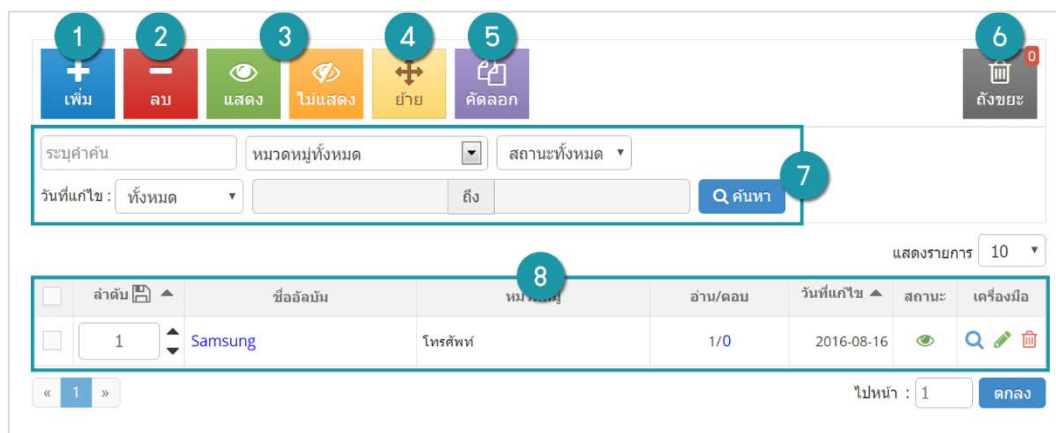 1 2 3 4 5 6
0
เพิ่ม ลบ แสดง ไม่แสดง ย้าย คัดลอก ถังขยะ
ระบุคำค้น หมวดหมู่ทั้งหมด สถานะทั้งหมด
7
วันที่แก้ไข : ทั้งหมด ถึง ค้นหา
แสดงรายการ 10
8
ลำดับ ชื่ออัลบัม อ่าน/ตอบ วันที่แก้ไข สถานะ เครื่องมือ
1 Samsung โทรศัพท์ 1/0 2016-08-16
« 1 » ไปหน้า : 1 ตกลง